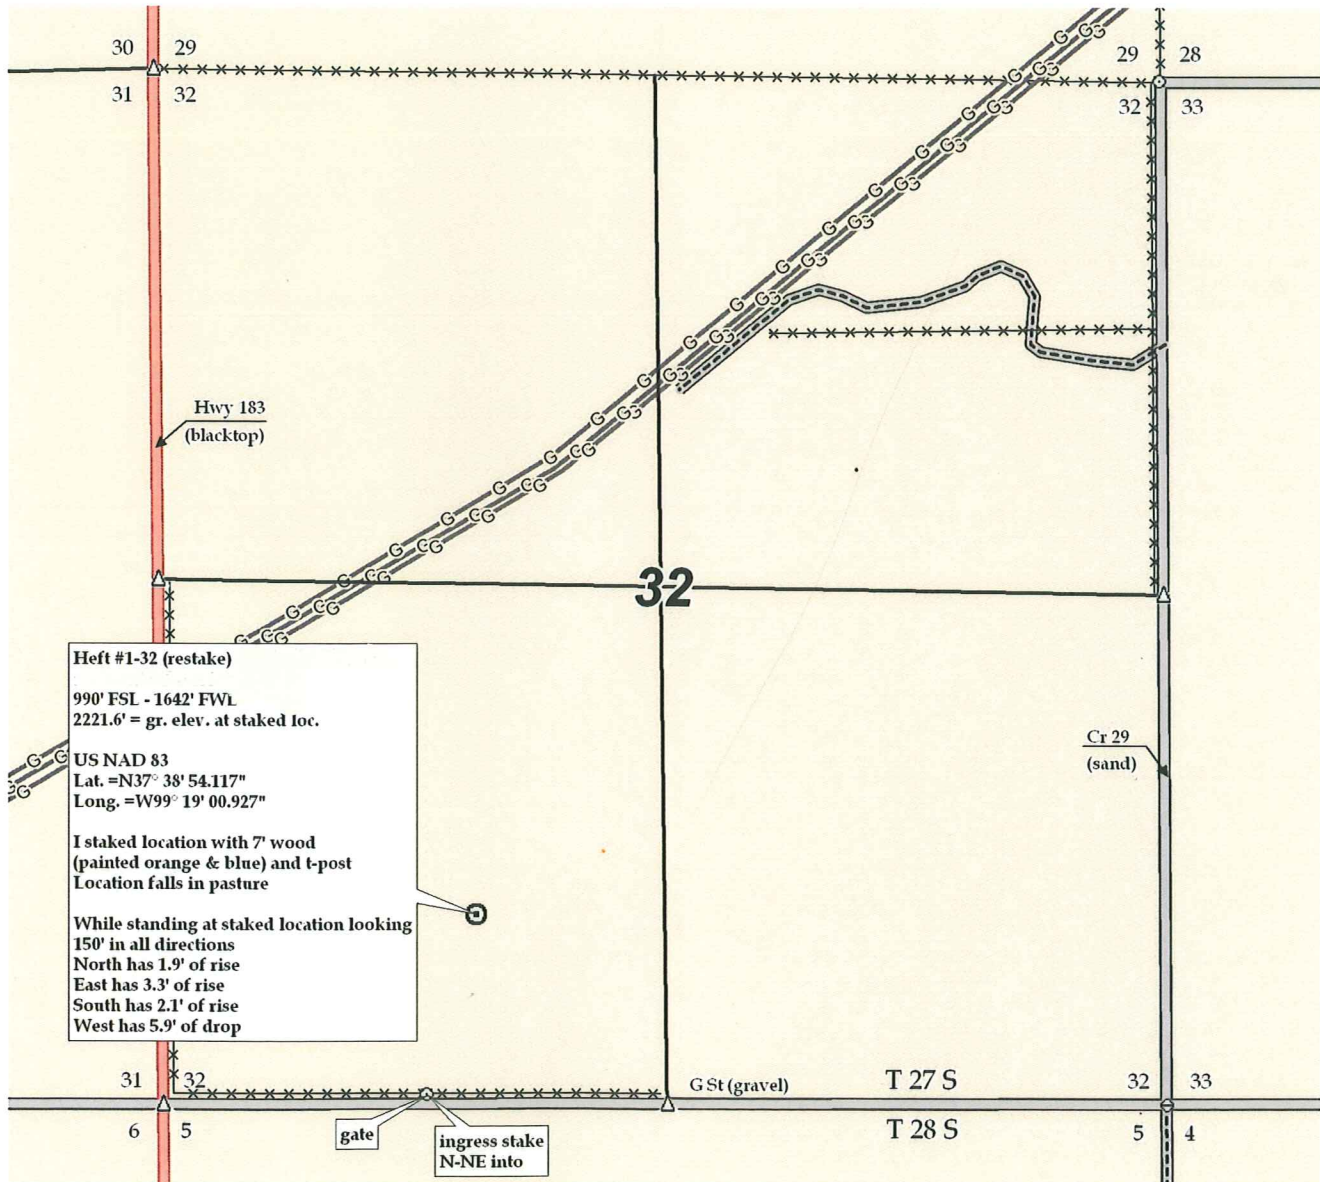 30 29
29 28
31 32
32 33
Hwy 183
(blacktop)
32
Heft #1-32 (restake)
990' FSL - 1642' FWL
2221.6' = gr. elev. at staked loc.
US NAD 83
Lat. =N37° 38' 54.117"
Long. =W99° 19' 00.927"
I staked location with 7' wood
(painted orange & blue) and t-post
Location falls in pasture
While standing at staked location looking
150' in all directions
North has 1.9' of rise
East has 3.3' of rise
South has 2.1' of rise
West has 5.9' of drop
Cr 29
(sand)
31 32
G St (gravel)
T 27 S
32 33
6 5
T 28 S
5 4
gate
ingress stake
N-NE into